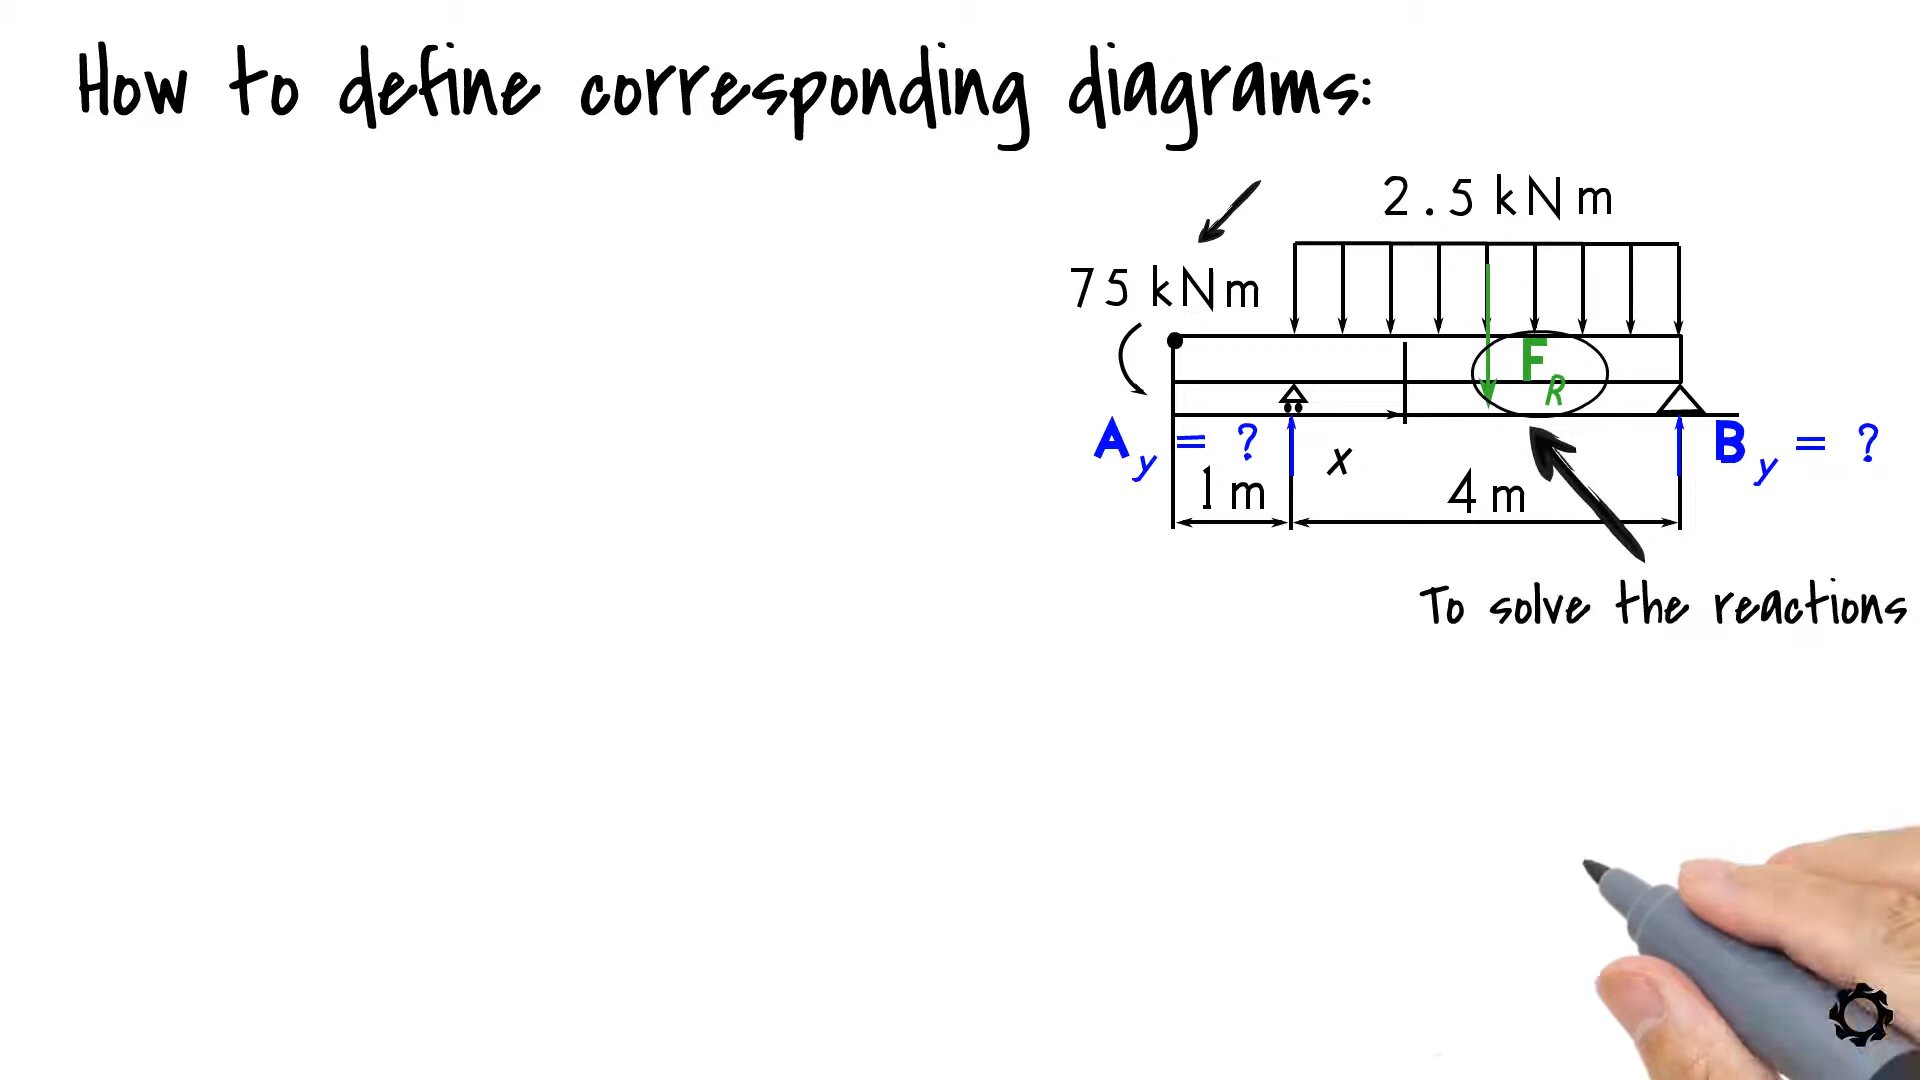 How to define corresponding diagrams:
2.5 kNm
75 kNm
F R
A y = ?
x
B y = ?
1 m
4 m
To solve the reactions